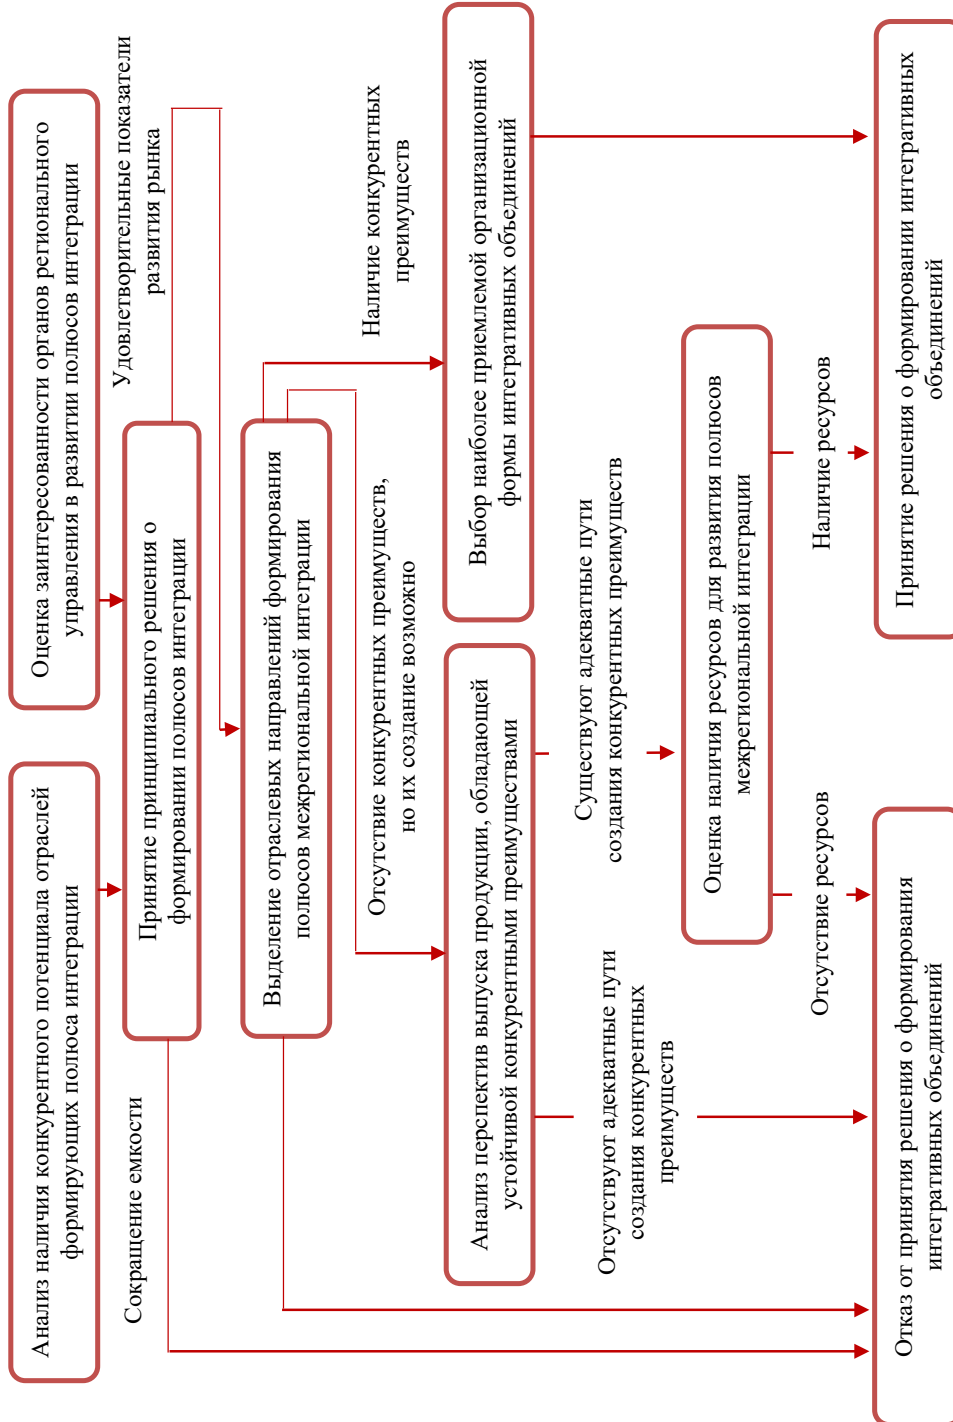 Анализ наличия конкурентного потенциала отраслей
формирующих полюса интеграции
Оценка заинтересованности органов регионального
управления в развитии полюсов интеграции
Сокращение емкости
Принятие принципиального решения о
формировании полюсов интеграции
Удовлетворительные показатели
развития рынка
Выделение отраслевых направлений формирования
полюсов межрегиональной интеграции
Отсутствие конкурентных преимуществ,
но их создание возможно
Наличие конкурентных
преимуществ
Анализ перспектив выпуска продукции, обладающей
устойчивой конкурентными преимуществами
Выбор наиболее приемлемой организационной
формы интегративных объединений
Отсутствуют адекватные пути
создания конкурентных
преимуществ
Существуют адекватные пути
создания конкурентных преимуществ
Оценка наличия ресурсов для развития полюсов
межрегиональной интеграции
Отсутствие ресурсов
Наличие ресурсов
Отказ от принятия решения о формирования
интегративных объединений
Принятие решения о формировании интегративных
объединений